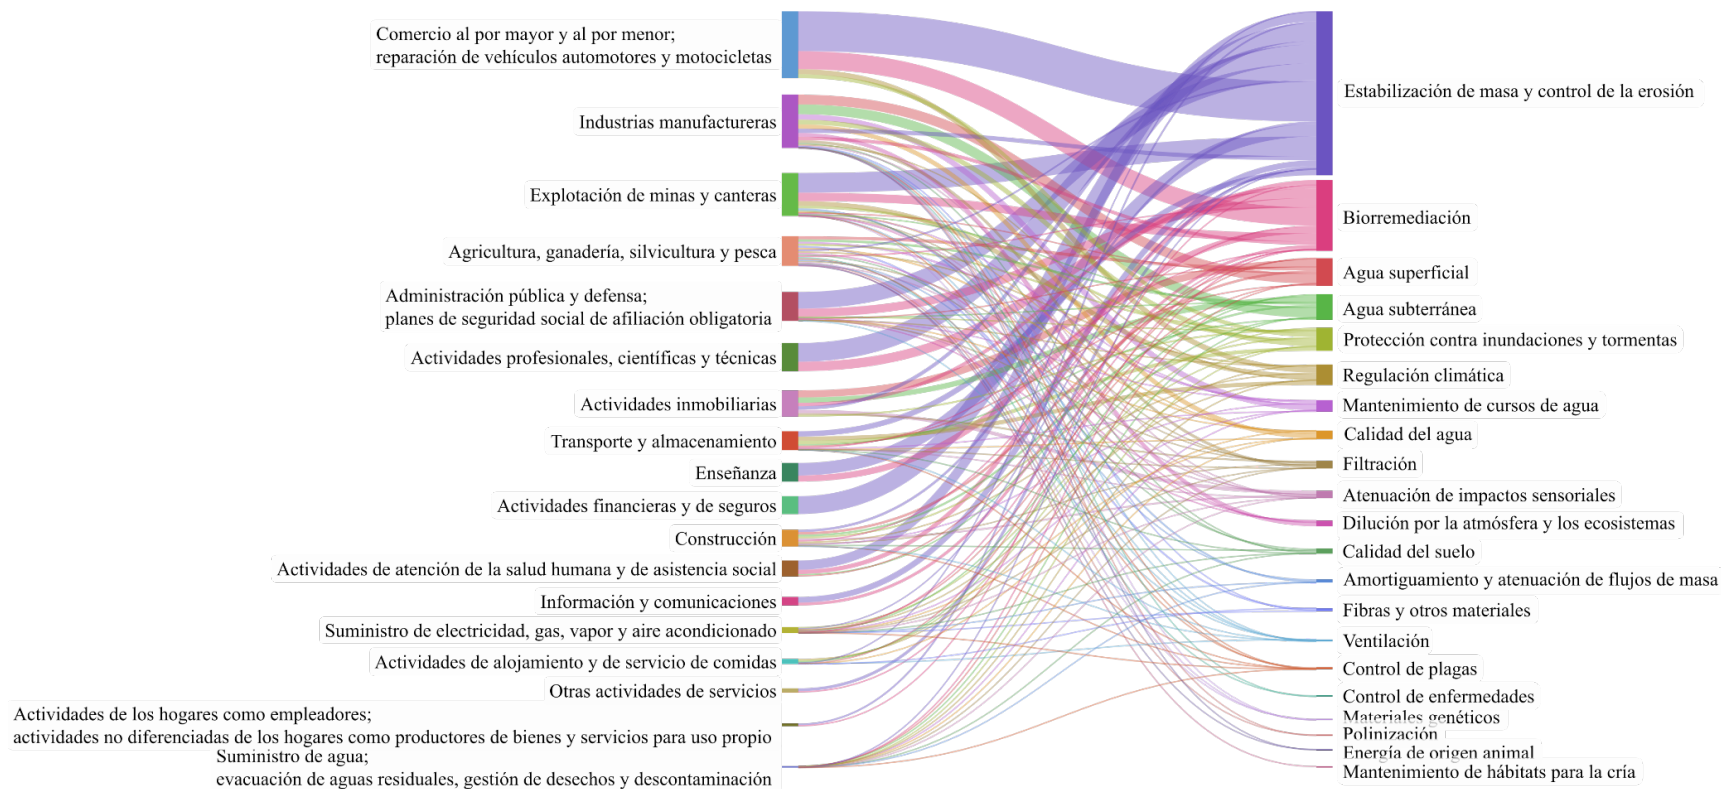 Comercio al por mayor y al por menor;
reparación de vehículos automotores y motocicletas
Industrias manufactureras
Explotación de minas y canteras
Agricultura, ganadería, silvicultura y pesca
Administración pública y defensa;
planes de seguridad social de afiliación obligatoria
Actividades profesionales, científicas y técnicas
Actividades inmobiliarias
Transporte y almacenamiento
Enseñanza
Actividades financieras y de seguros
Construcción
Actividades de atención de la salud humana y de asistencia social
Información y comunicaciones
Suministro de electricidad, gas, vapor y aire acondicionado
Actividades de alojamiento y de servicio de comidas
Otras actividades de servicios
Actividades de los hogares como empleadores;
actividades no diferenciadas de los hogares como productores de bienes y servicios para uso propio
Suministro de agua;
evacuación de aguas residuales, gestión de desechos y descontaminación
Estabilización de masa y control de la erosión
Biorremediación
Agua superficial
Agua subterránea
Protección contra inundaciones y tormentas
Regulación climática
Mantenimiento de cursos de agua
Calidad del agua
Filtración
Atenuación de impactos sensoriales
Dilución por la atmósfera y los ecosistemas
Calidad del suelo
Amortiguamiento y atenuación de flujos de masa
Fibras y otros materiales
Ventilación
Control de plagas
Control de enfermedades
Materiales genéticos
Polinización
Energía de origen animal
Mantenimiento de hábitats para la cría